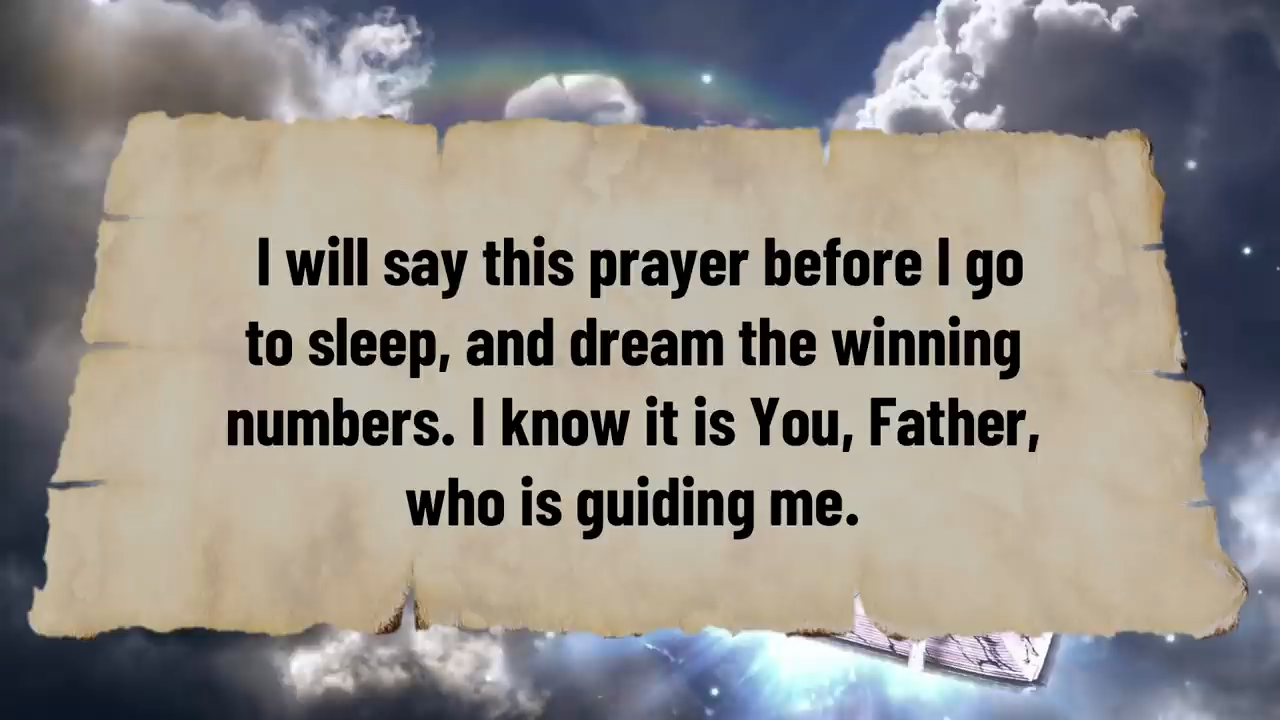 I will say this prayer before I go
to sleep, and dream the winning
numbers. I know it is You, Father,
who is guiding me.